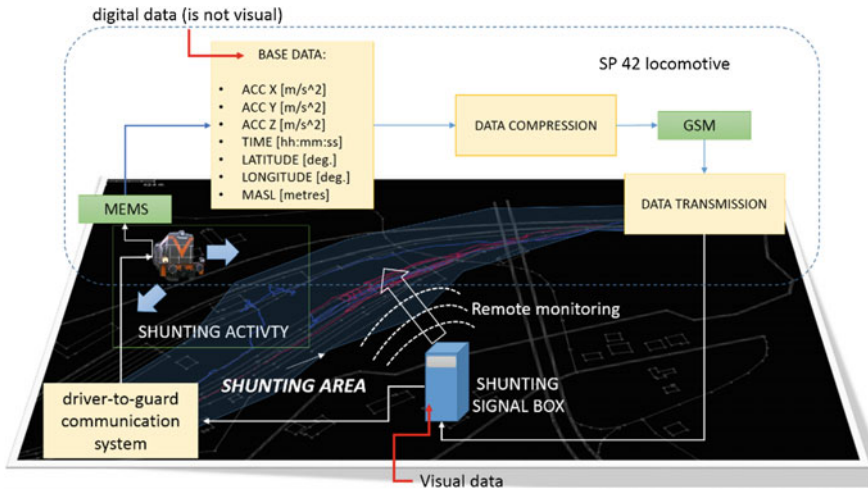 digital data (is not visual)
BASE DATA:
• ACC X [m/s^2]
• ACC Y [m/s^2]
• ACC Z [m/s^2]
• TIME [hh:mm:ss]
• LATITUDE [deg.]
• LONGITUDE [deg.]
• MASL [metres]
SP 42 locomotive
DATA COMPRESSION
GSM
MEMS
DATA TRANSMISSION
SHUNTING ACTIVTY
Remote monitoring
SHUNTING AREA
SHUNTING
SIGNAL BOX
driver-to-guard
communication
system
Visual data